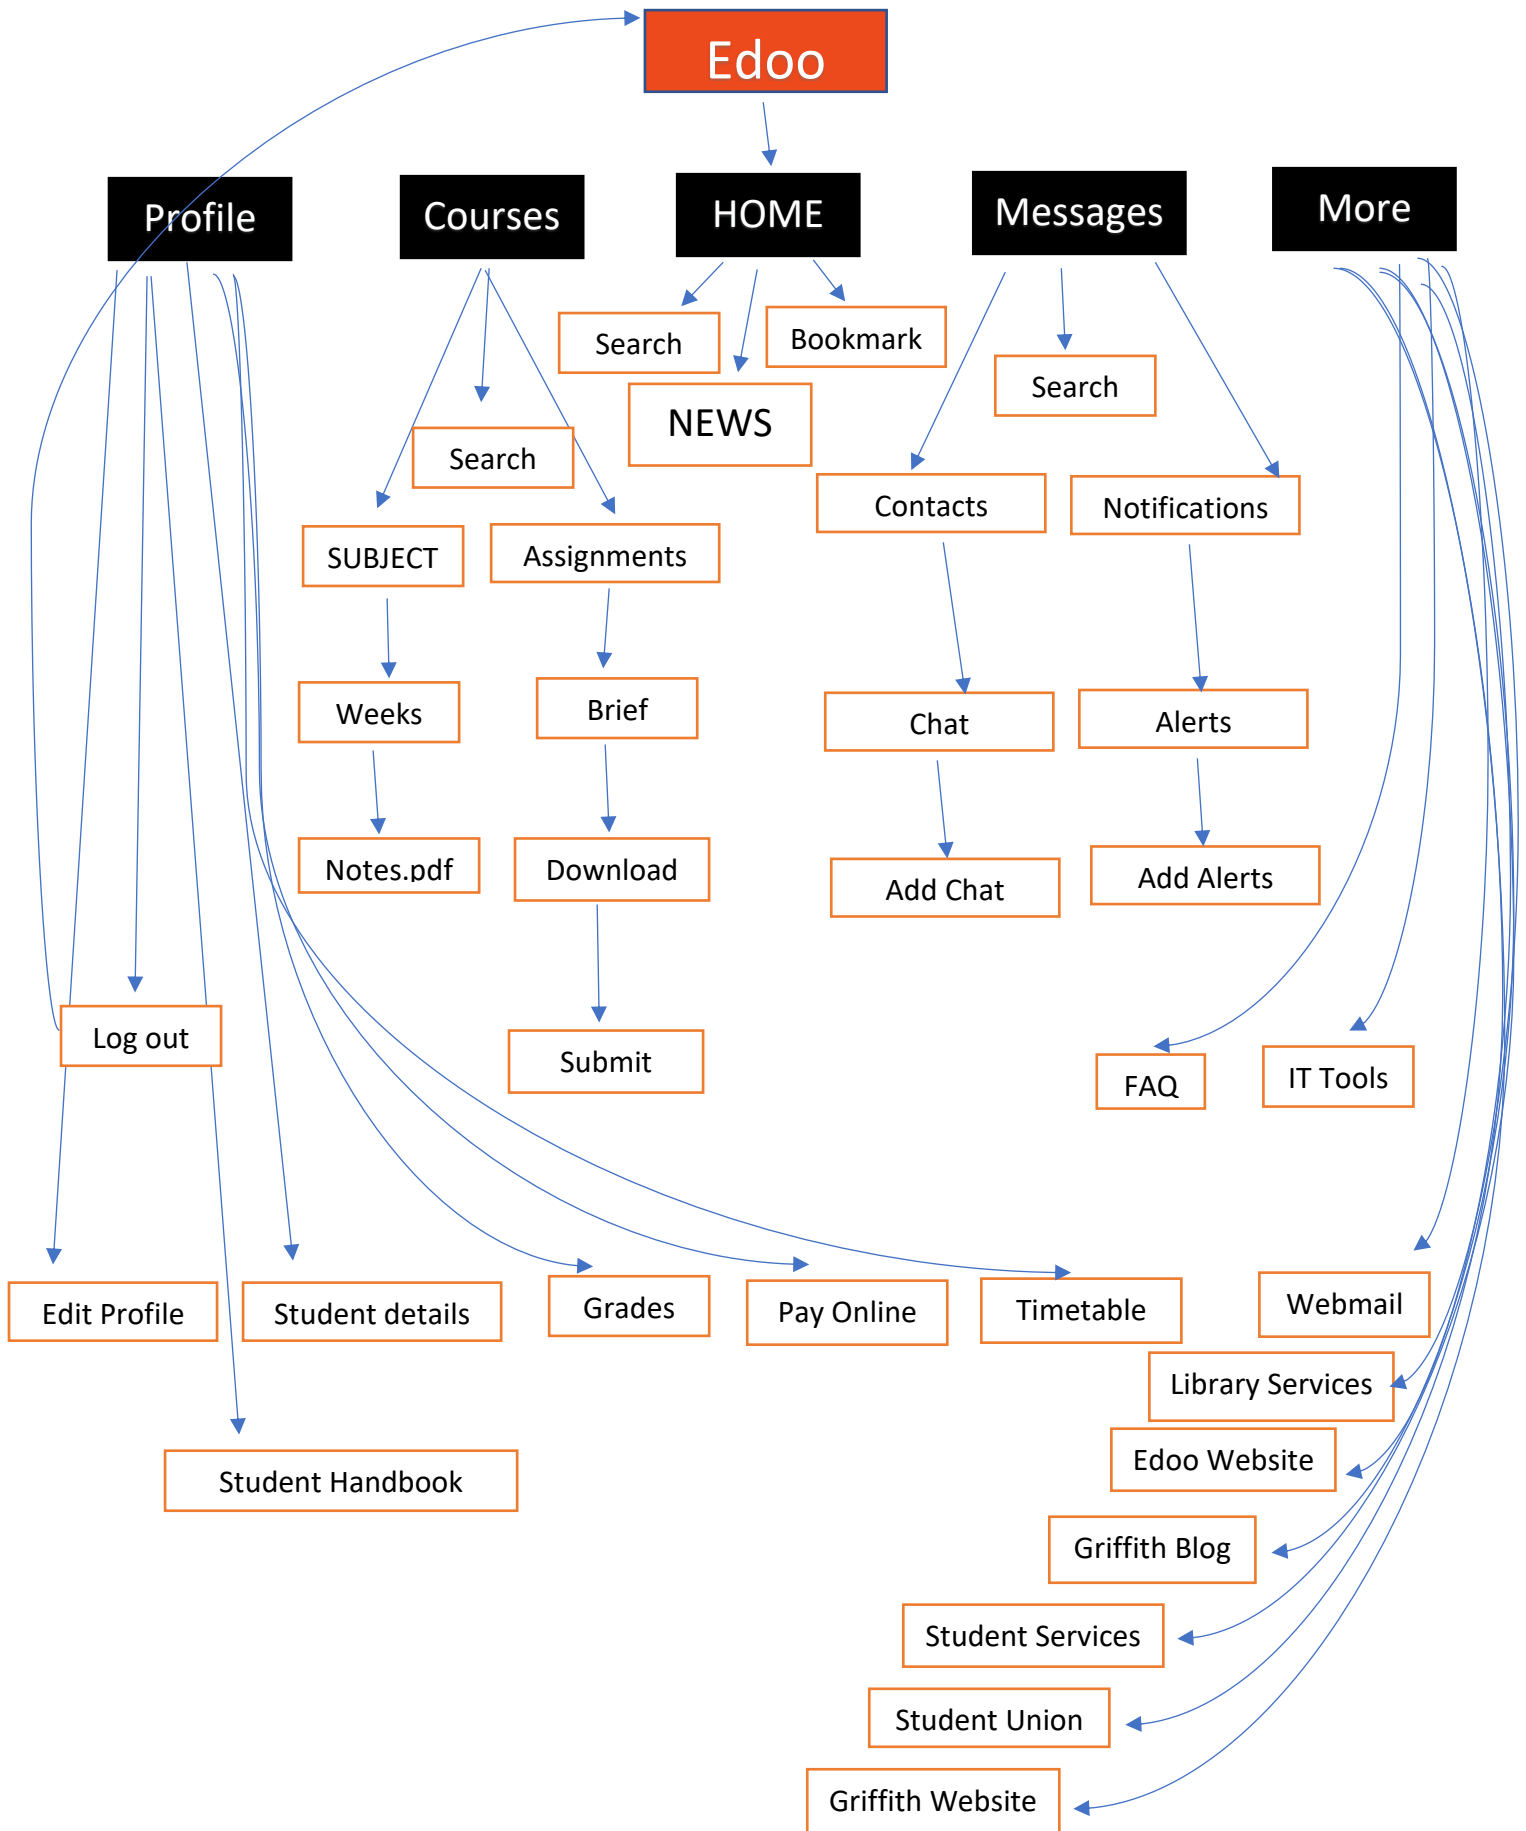 Edoo
Profile
Courses
HOME
Messages
More
Search
Bookmark
Search
NEWS
Search
Contacts
Notifications
SUBJECT
Assignments
Weeks
Brief
Chat
Alerts
Notes.pdf
Download
Add Chat
Add Alerts
Log out
Submit
FAQ
IT Tools
Edit Profile
Student details
Grades
Pay Online
Timetable
Webmail
Library Services
Edoo Website
Student Handbook
Griffith Blog
Student Services
Student Union
Griffith Website